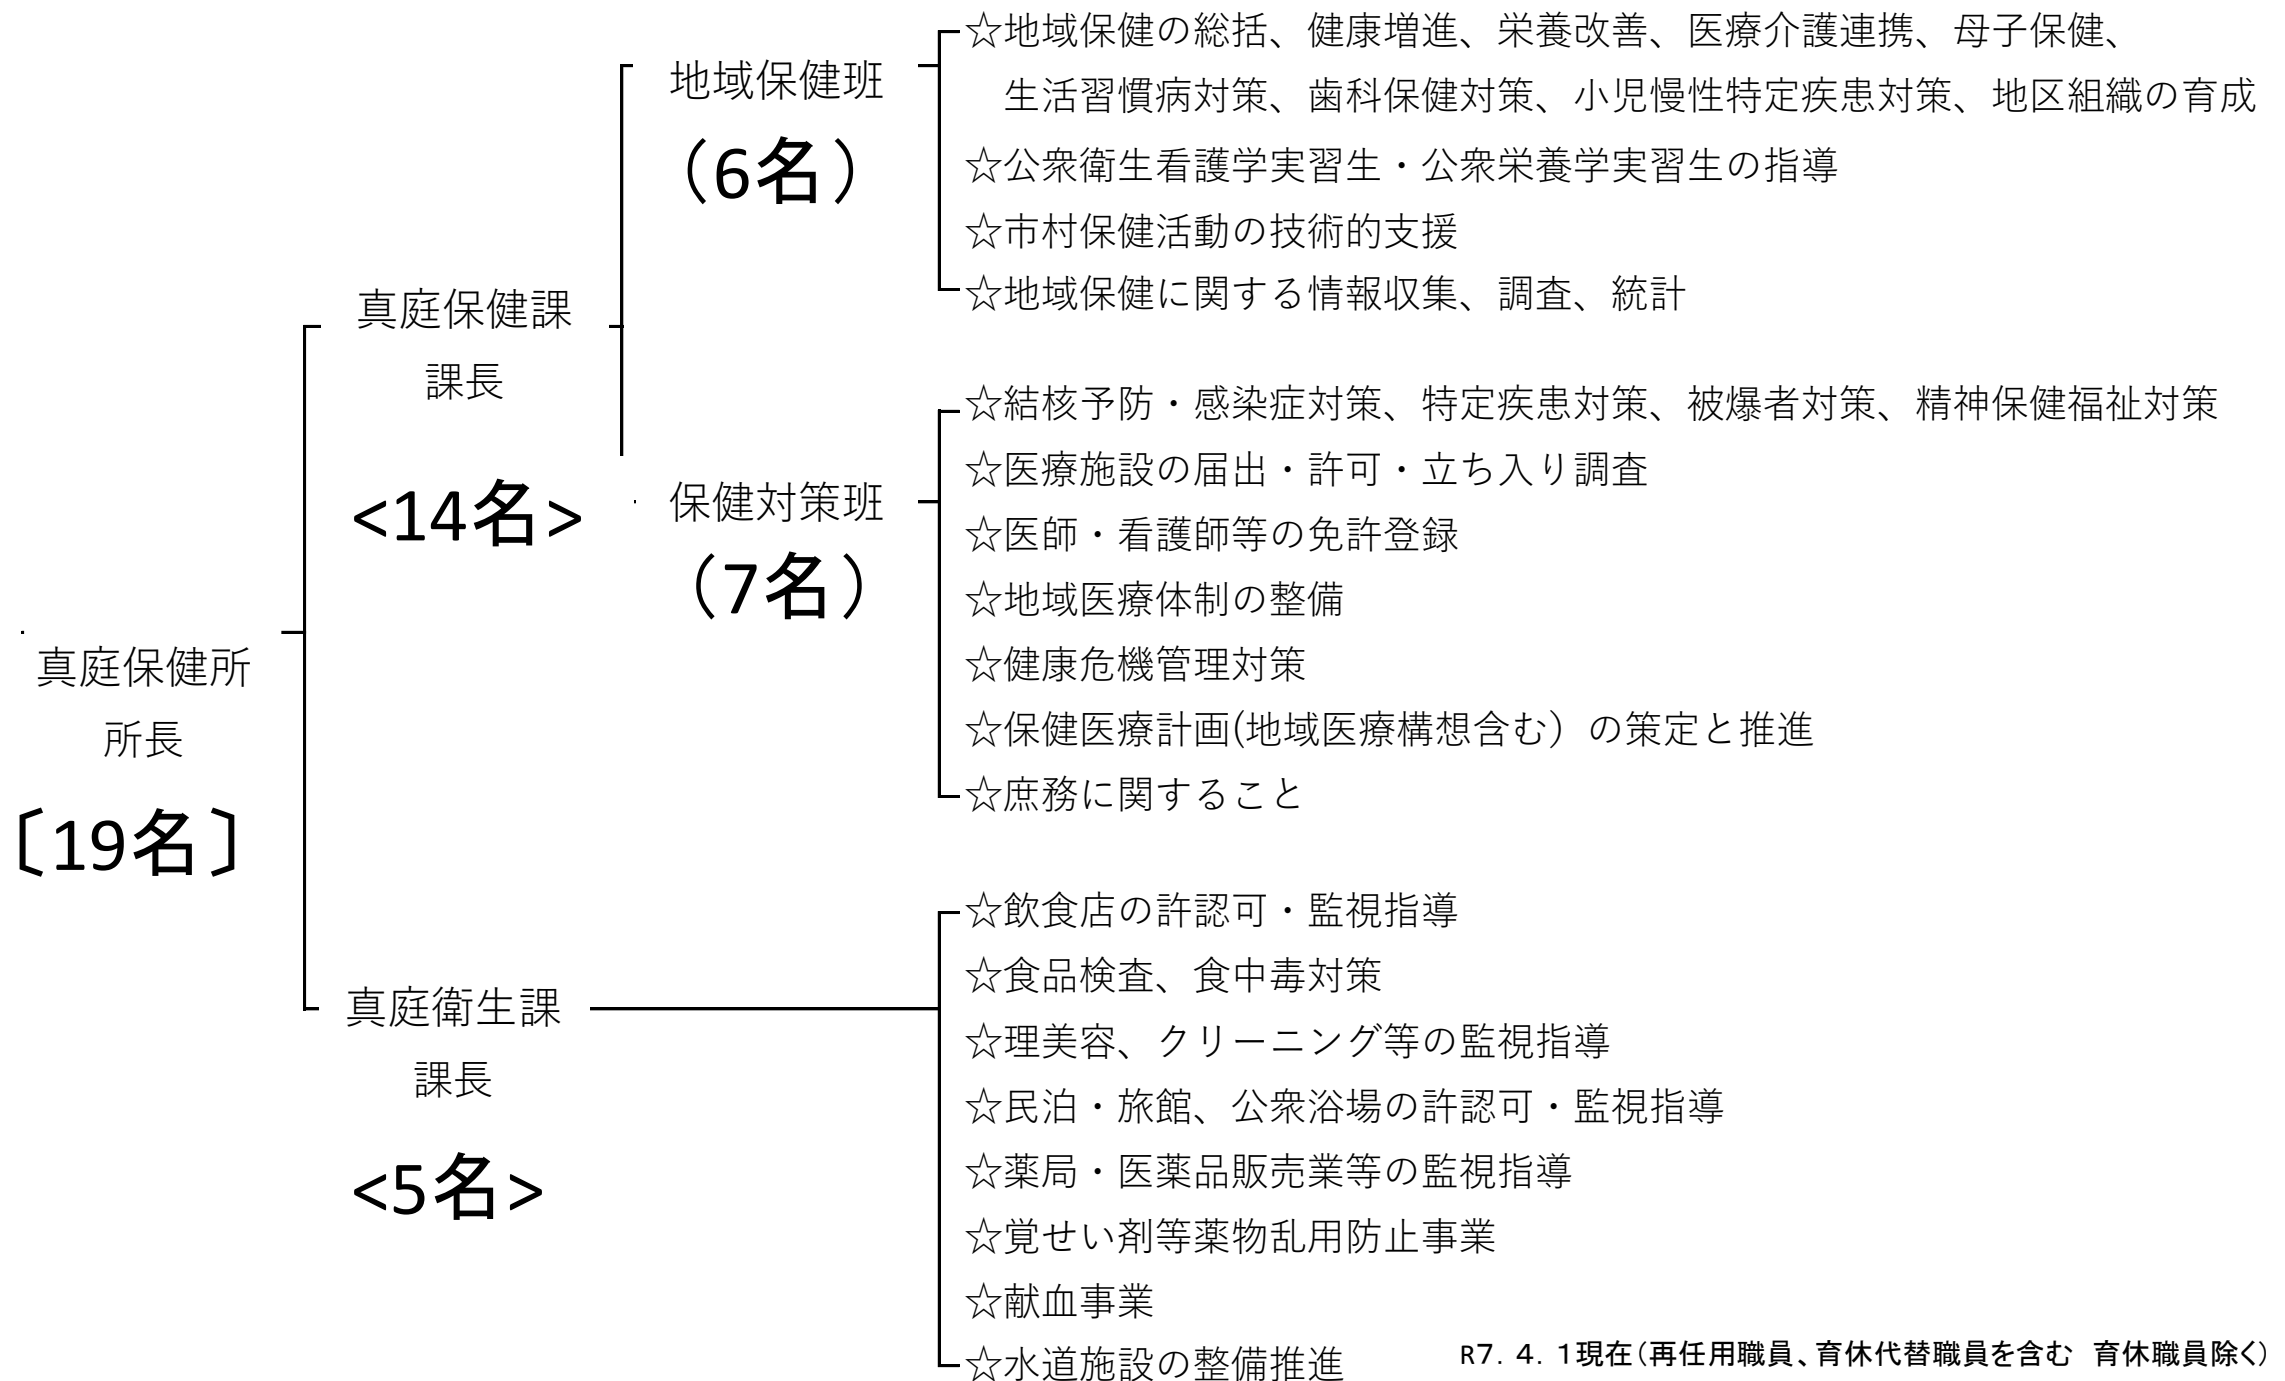 真庭保健所
所長
〔19名〕
真庭保健課
課長
<14名>
地域保健班
（6名）
☆地域保健の総括、健康増進、栄養改善、医療介護連携、母子保健、
生活習慣病対策、歯科保健対策、小児慢性特定疾患対策、地区組織の育成
☆公衆衛生看護学実習生・公衆栄養学実習生の指導
☆市村保健活動の技術的支援
☆地域保健に関する情報収集、調査、統計
保健対策班
（7名）
☆結核予防・感染症対策、特定疾患対策、被爆者対策、精神保健福祉対策
☆医療施設の届出・許可・立ち入り調査
☆医師・看護師等の免許登録
☆地域医療体制の整備
☆健康危機管理対策
☆保健医療計画(地域医療構想含む）の策定と推進
☆庶務に関すること
真庭衛生課
課長
<5名>
☆飲食店の許認可・監視指導
☆食品検査、食中毒対策
☆理美容、クリーニング等の監視指導
☆民泊・旅館、公衆浴場の許認可・監視指導
☆薬局・医薬品販売業等の監視指導
☆覚せい剤等薬物乱用防止事業
☆献血事業
☆水道施設の整備推進
R7．4．1現在（再任用職員、育休代替職員を含む　育休職員除く）